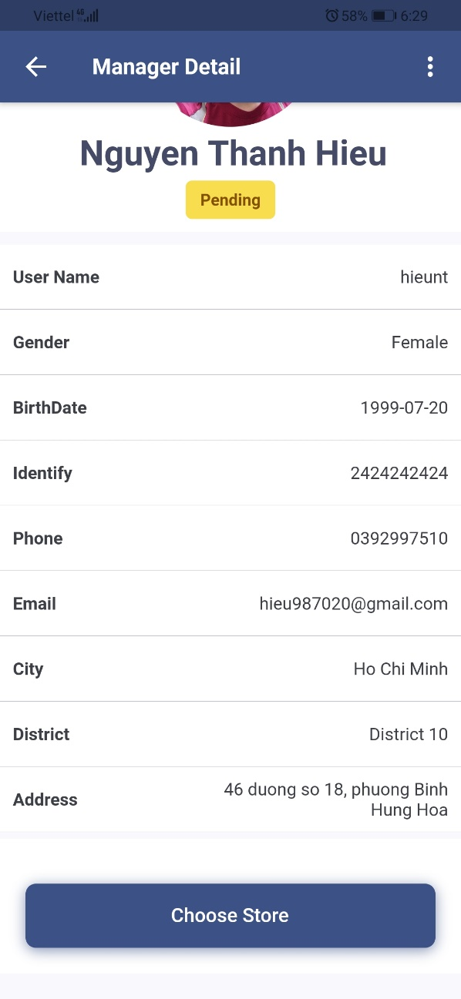 Viettel 4G 58% 6:29
Manager Detail
Nguyen Thanh Hieu
Pending
User Name hieunt
Gender Female
BirthDate 1999-07-20
Identify 2424242424
Phone 0392997510
Email hieu987020@gmail.com
City Ho Chi Minh
District District 10
Address 46 duong so 18, phuong Binh
Hung Hoa
Choose Store